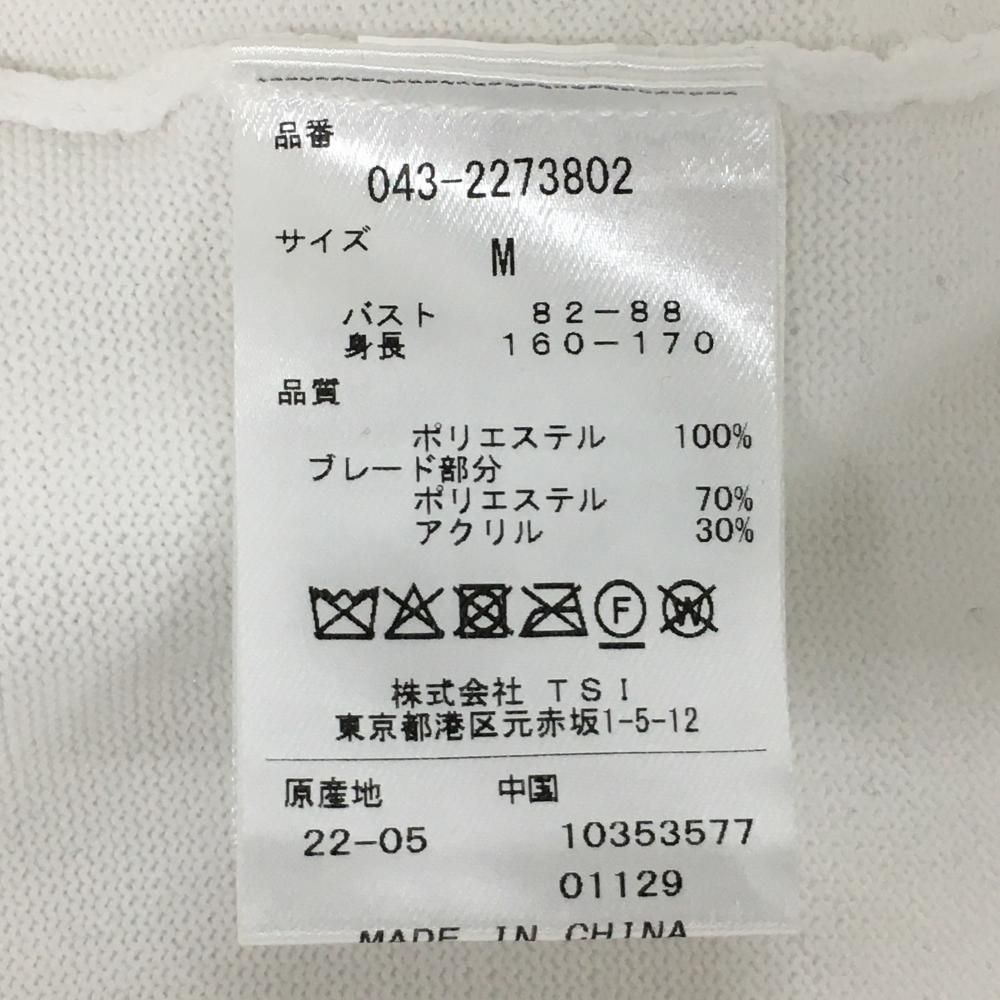 品番
043-2273802
サイズ
M
バスト 82-88
身長 160-170
品質
ポリエステル 100%
ブレード部分
ポリエステル 70%
アクリル 30%
F W
株式会社 TSI
東京都港区元赤坂1-5-12
原産地 中国
22-05 10353577
01129
MADE IN CHINA